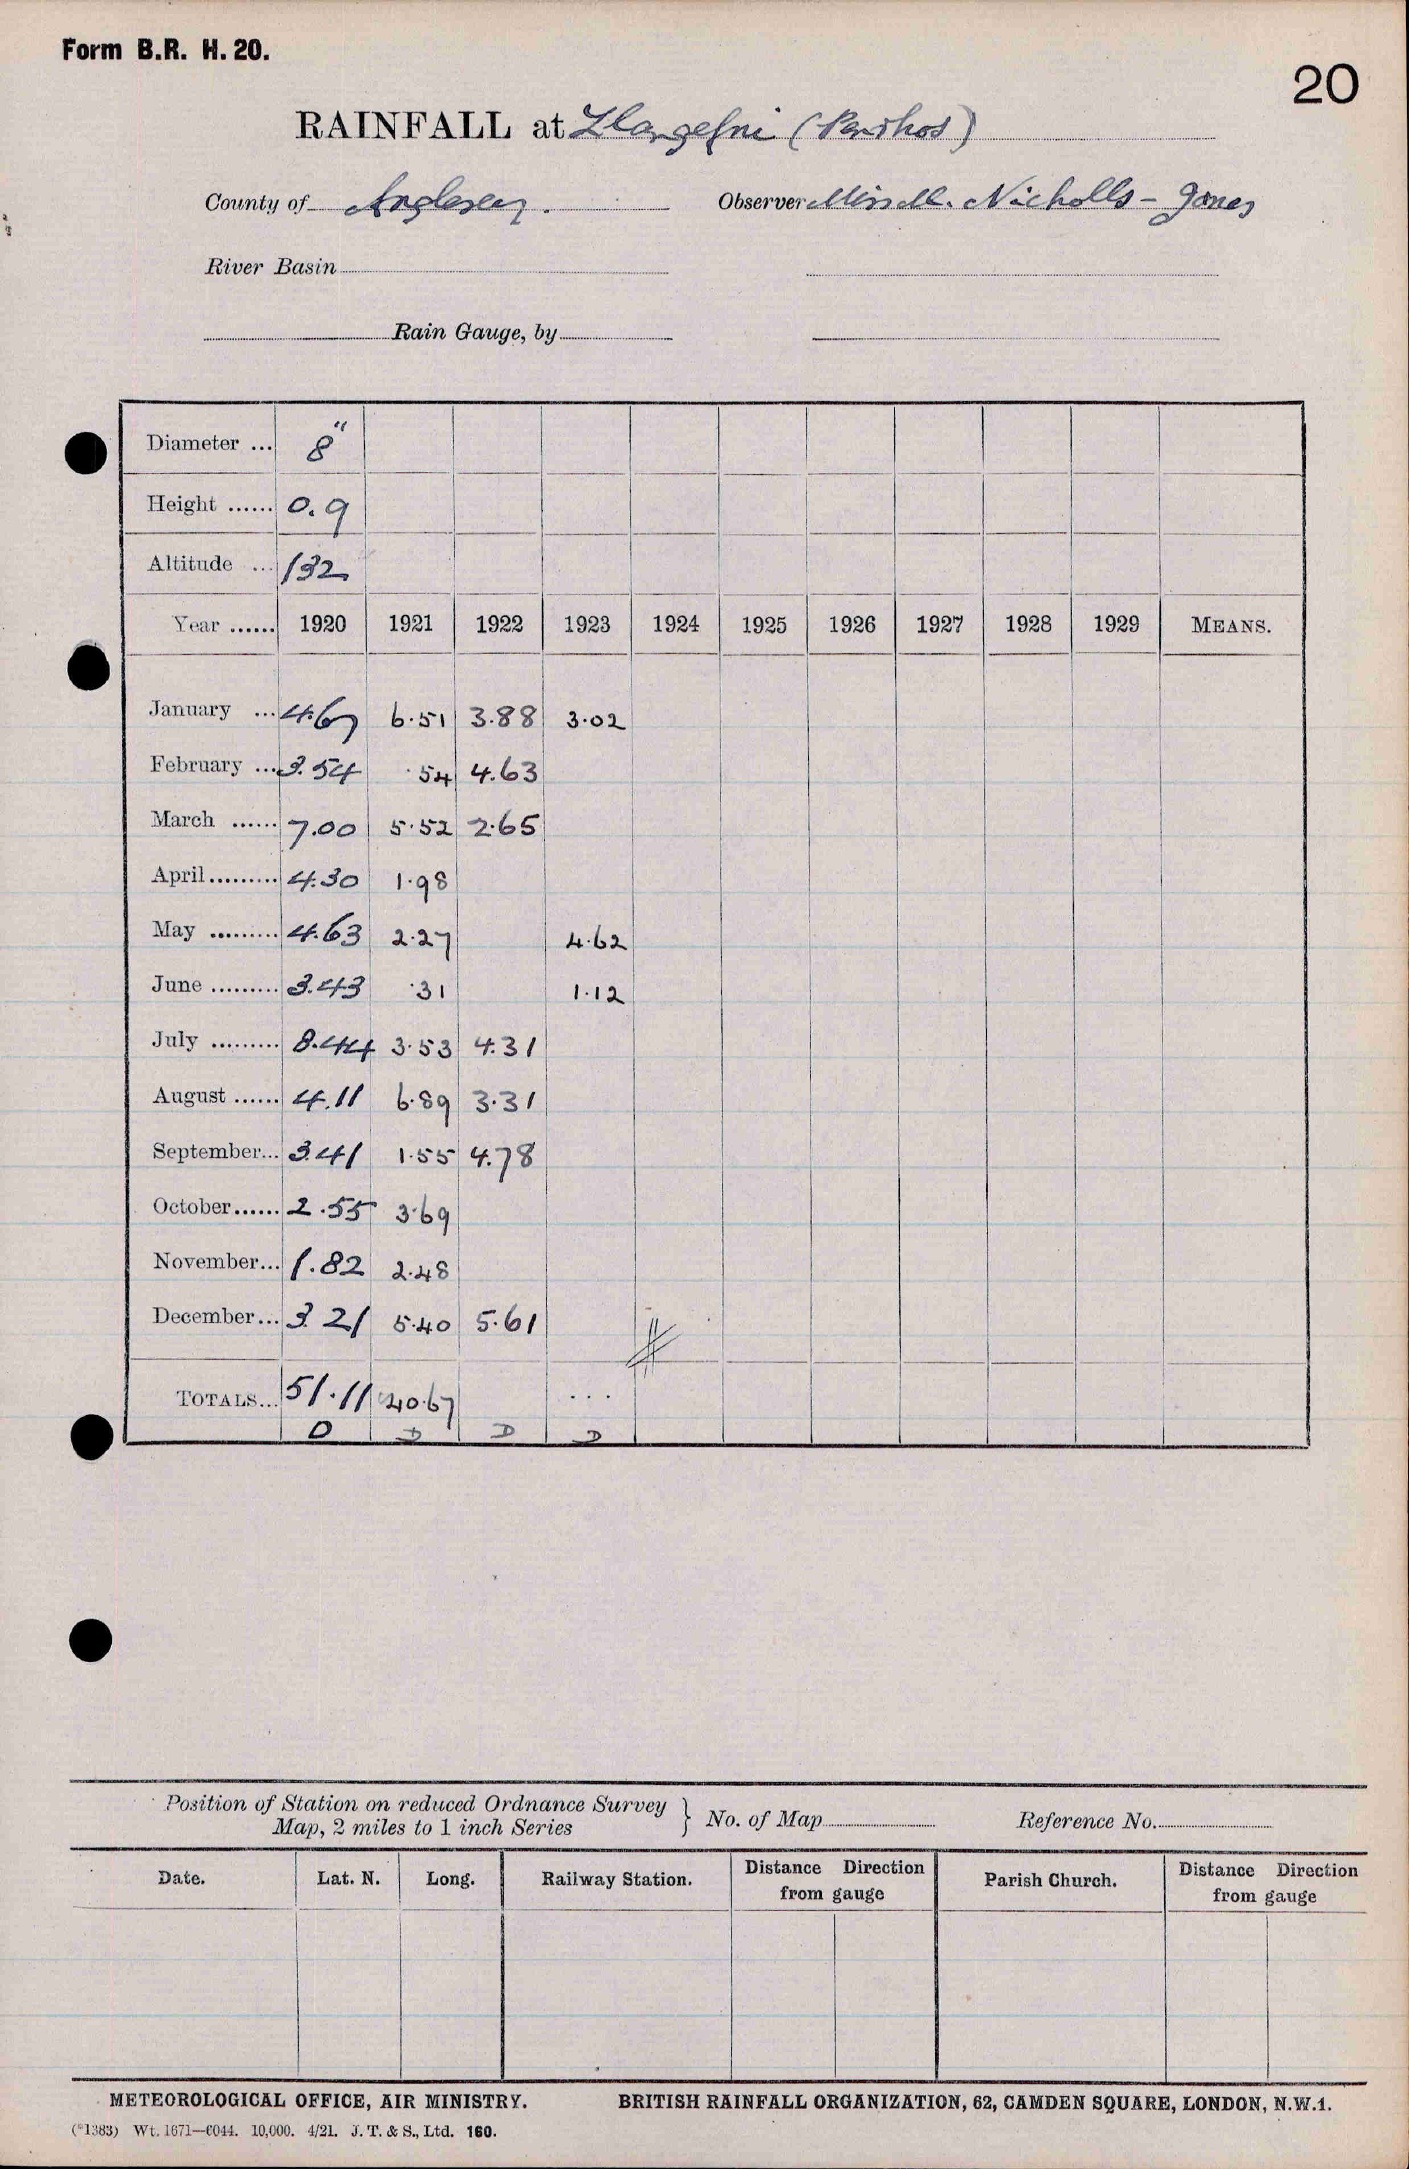 Form B.R. H. 20.
20
RAINFALL at Llangefni (Penrhos)
County of Anglesey. Observer Miss M. Nicholls - Jones
River Basin
Rain Gauge, by
Diameter ... 8"
Height ...... 0.9
Altitude ... 132
Year ...... 1920 1921 1922 1923 1924 1925 1926 1927 1928 1929 MEANS.
January ... 4.67 6.51 3.88 3.02
February ... 3.54 .54 4.63
March ...... 7.00 5.52 2.65
April ......... 4.30 1.98
May ......... 4.63 2.27 4.62
June ......... 3.43 .31 1.12
July ......... 8.44 3.53 4.31
August ...... 4.11 6.89 3.31
September... 3.41 1.55 4.78
October...... 2.55 3.69
November... 1.82 2.48
December... 3.21 5.40 5.61
TOTALS... 51.11 40.67 ...
D D D D
Position of Station on reduced Ordnance Survey
Map, 2 miles to 1 inch Series } No. of Map Reference No.
Date. Lat. N. Long. Railway Station. Distance Direction from gauge Parish Church. Distance Direction from gauge
METEOROLOGICAL OFFICE, AIR MINISTRY. BRITISH RAINFALL ORGANIZATION, 62, CAMDEN SQUARE, LONDON, N.W.1.
(*1383) Wt. 1671—6044. 10,000. 4/21. J. T. & S., Ltd. 160.